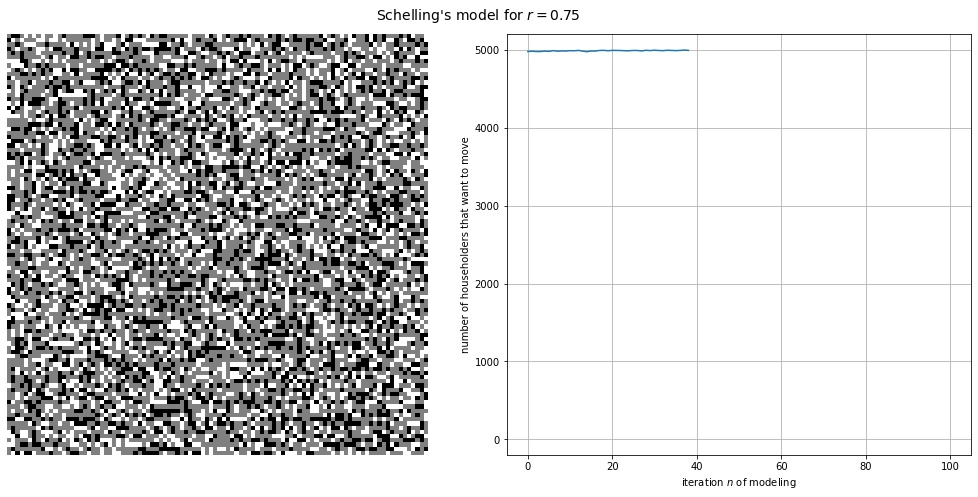 Schelling's model for r = 0.75
number of householders that want to move
5000
4000
3000
2000
1000
0
0 20 40 60 80 100
iteration n of modeling